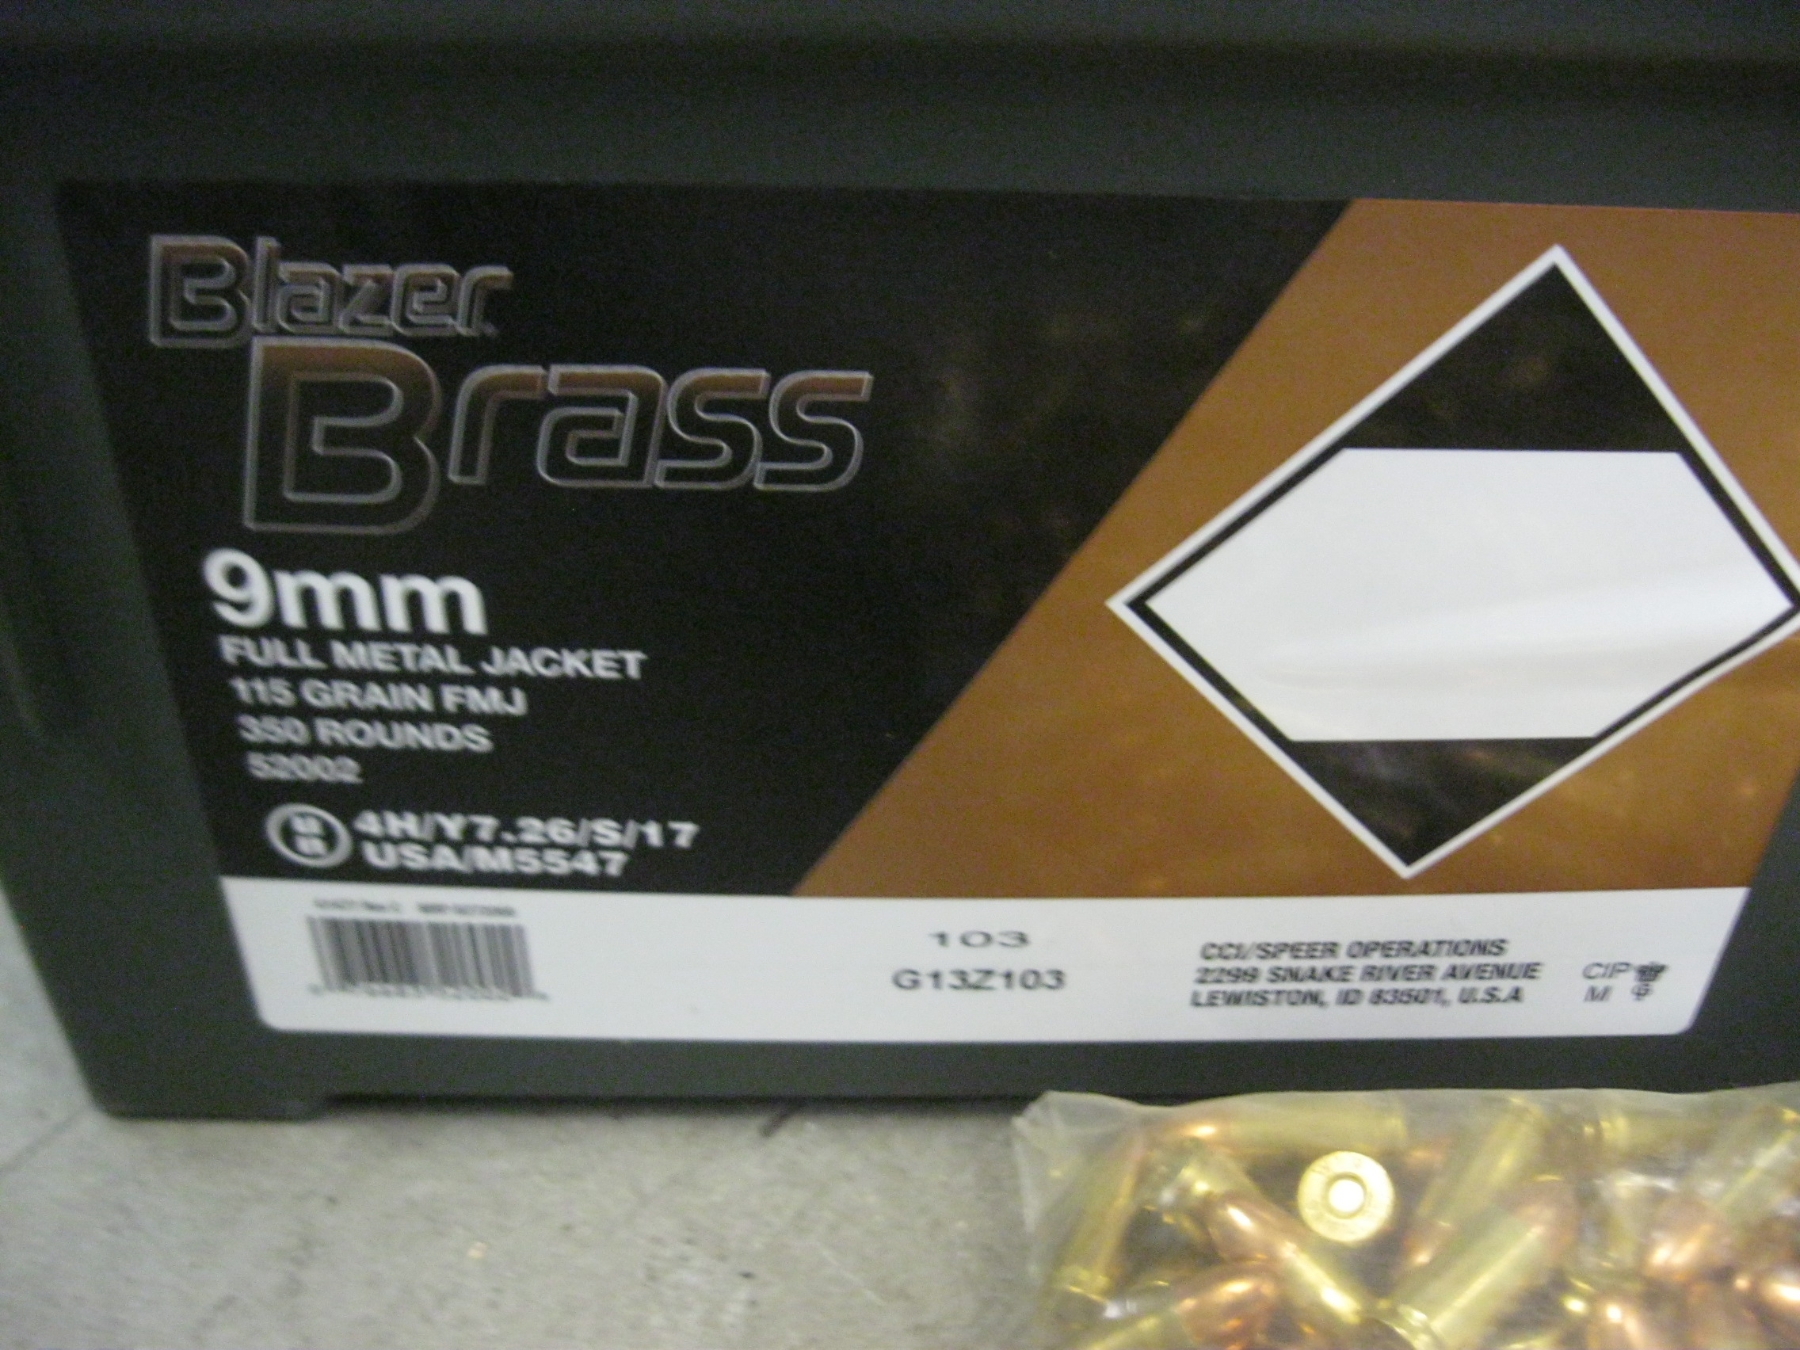 Blazer
Brass
9mm
FULL METAL JACKET
115 GRAIN FMJ
350 ROUNDS
52002
4H/Y7.26/S/17
USA/M5547
103
G13Z103
CCI/SPEER OPERATIONS
2299 SNAKE RIVER AVENUE
LEWISTON, ID 83501, U.S.A
CIP
M